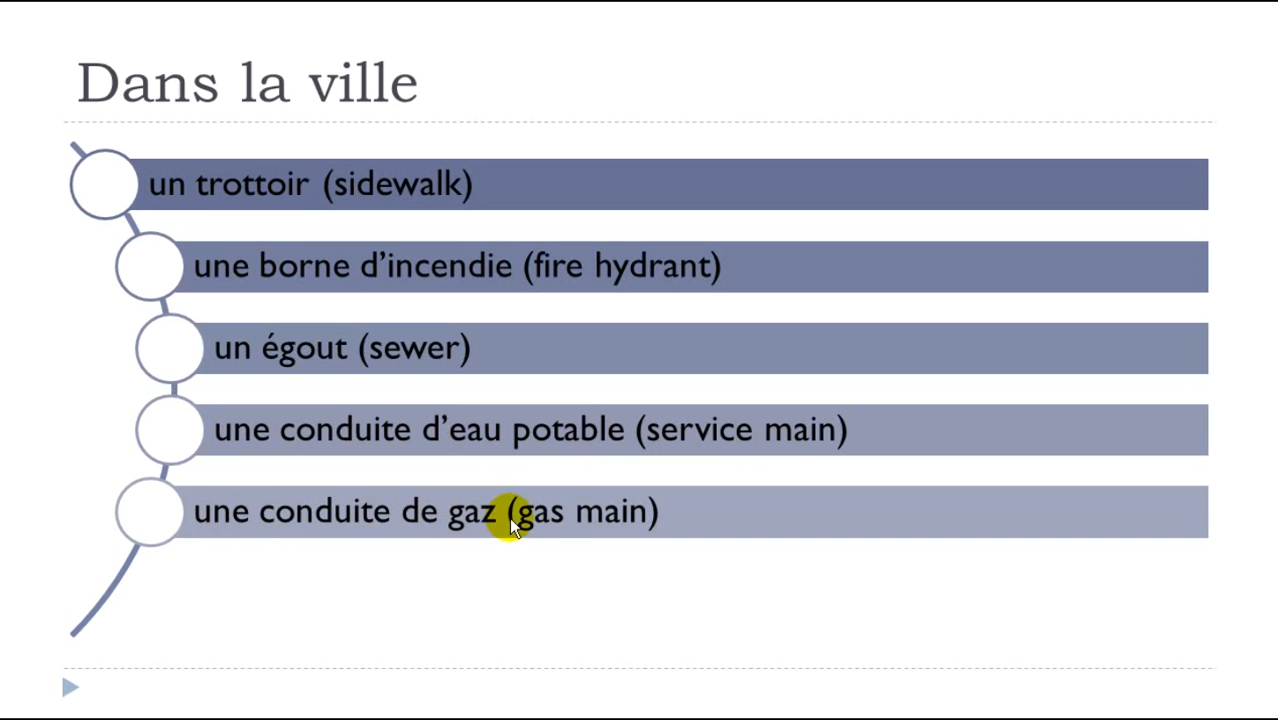 Dans la ville
un trottoir (sidewalk)
une borne d’incendie (fire hydrant)
un égout (sewer)
une conduite d’eau potable (service main)
une conduite de gaz (gas main)